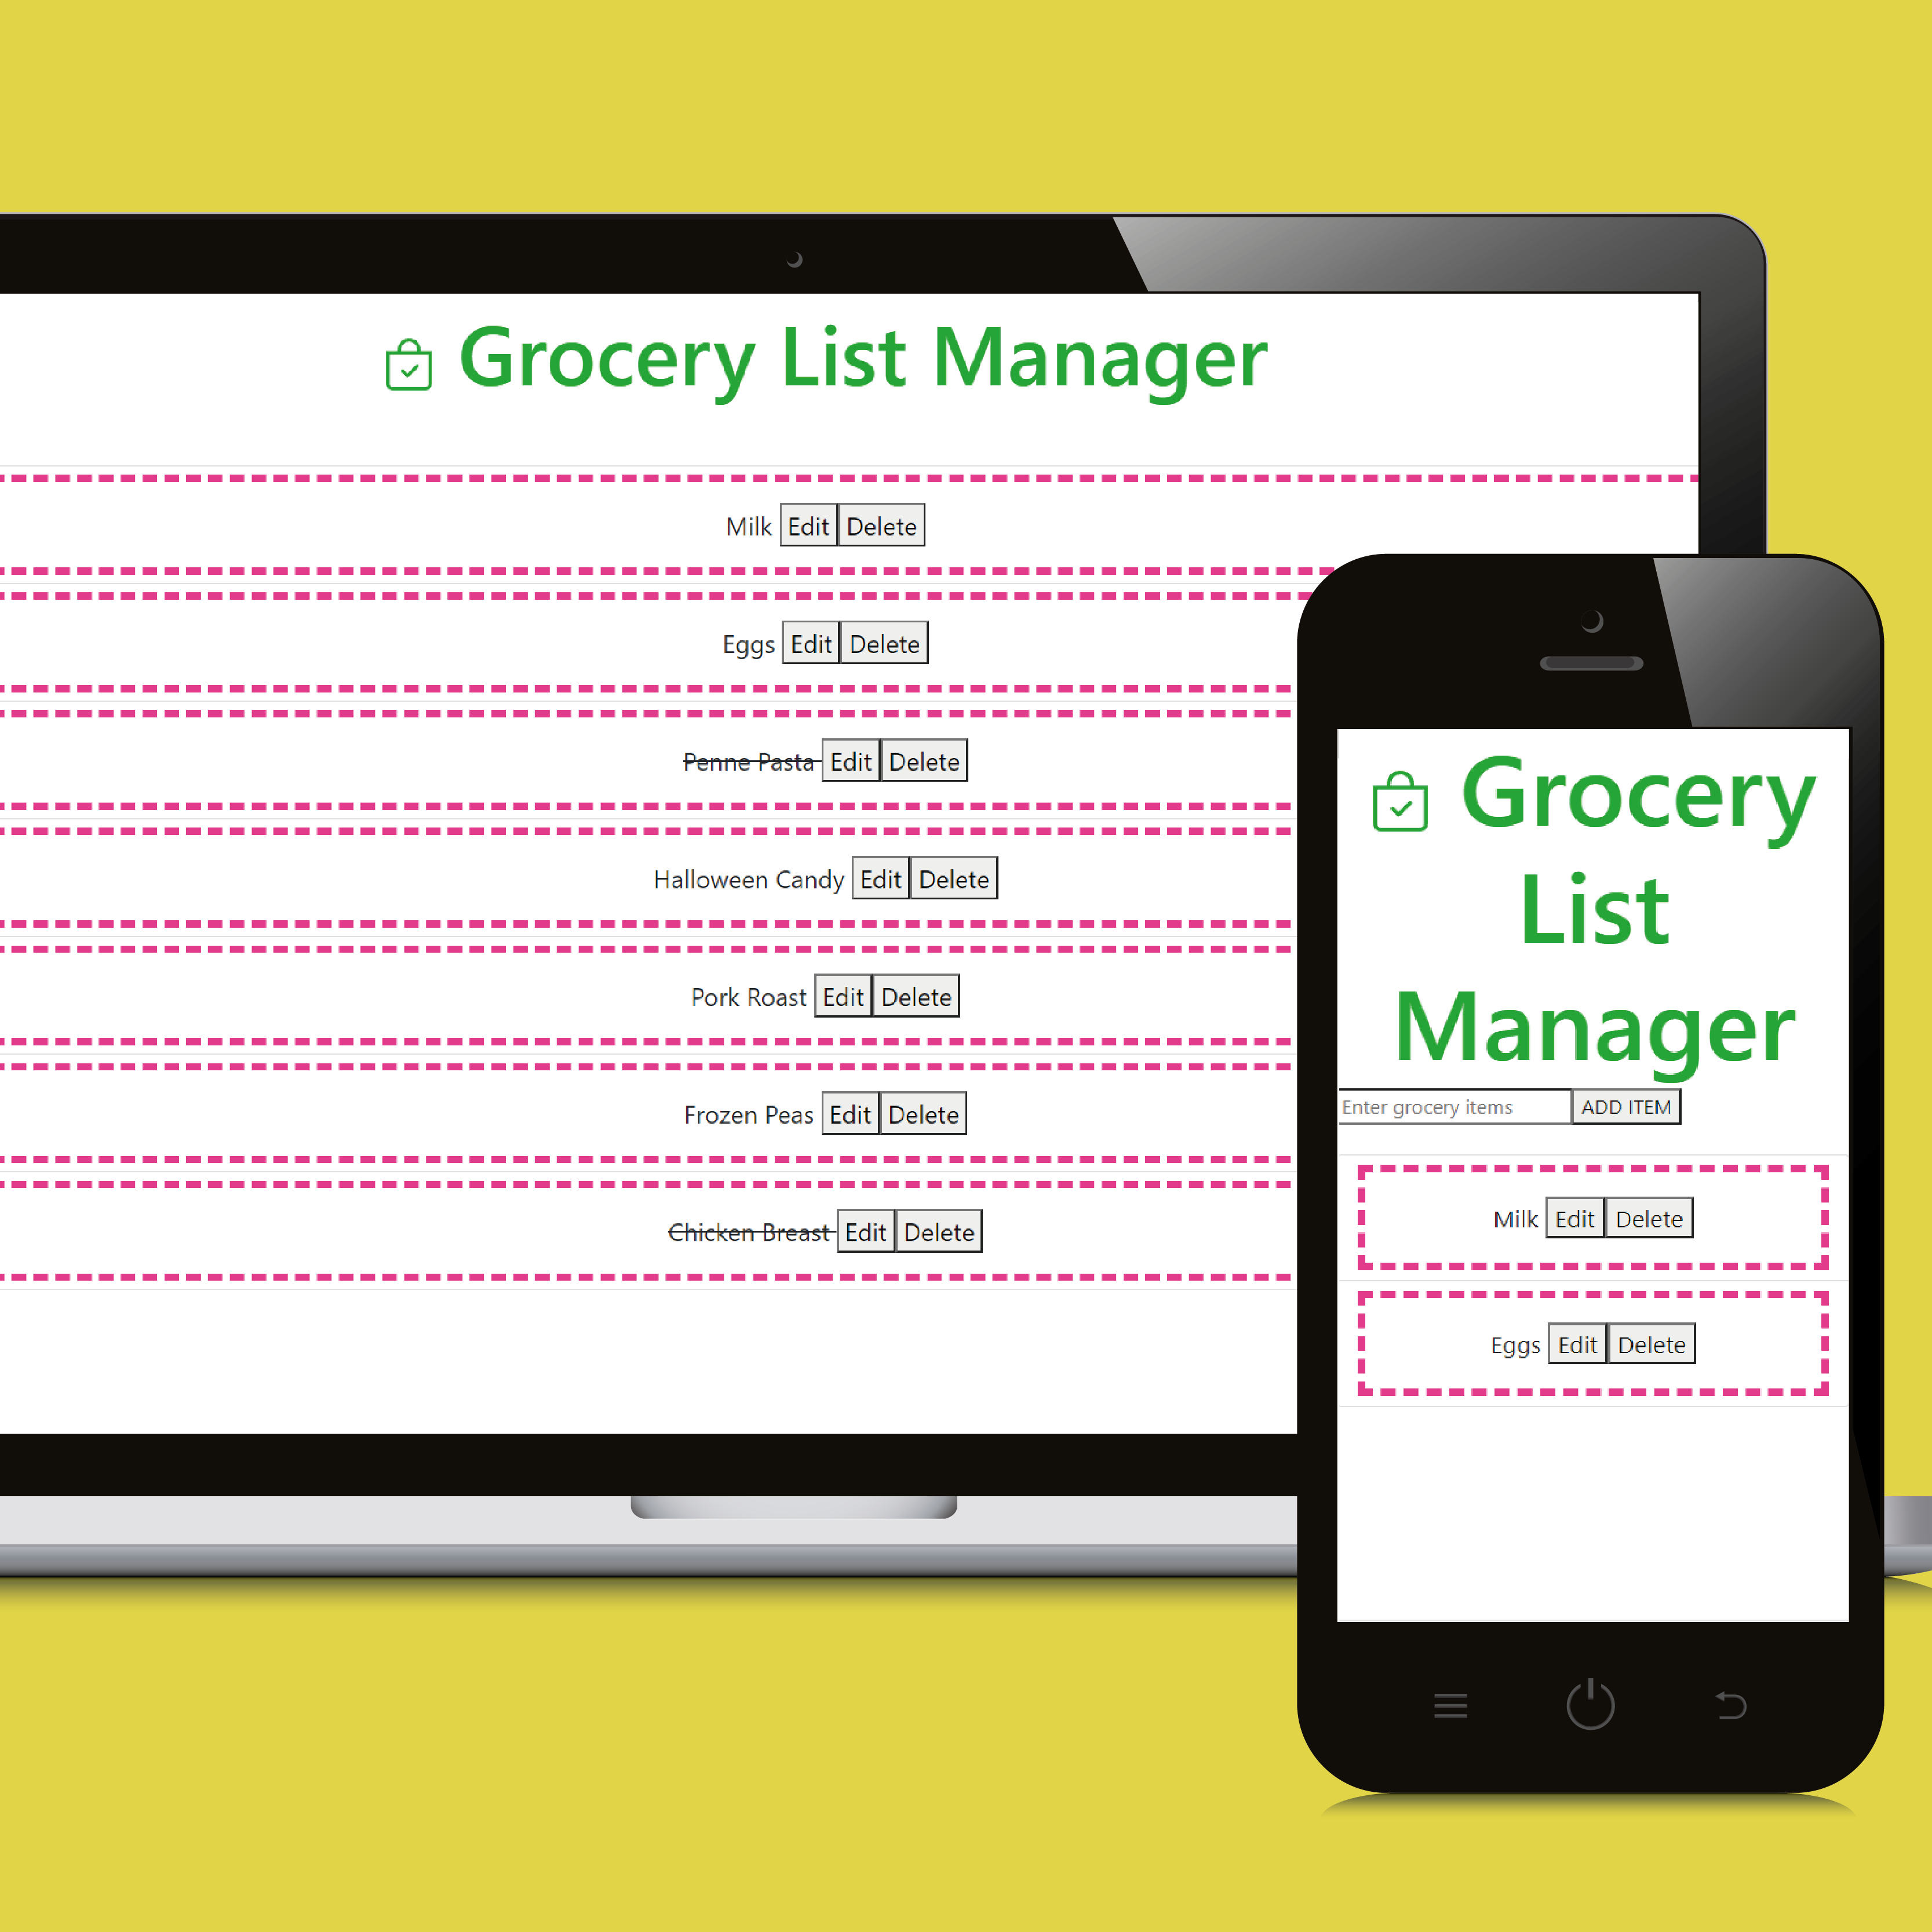 Grocery List Manager
Milk Edit Delete
Eggs Edit Delete
Penne Pasta Edit Delete
Halloween Candy Edit Delete
Pork Roast Edit Delete
Frozen Peas Edit Delete
Chicken Breast Edit Delete
Grocery
List
Manager
Enter grocery items ADD ITEM
Milk Edit Delete
Eggs Edit Delete